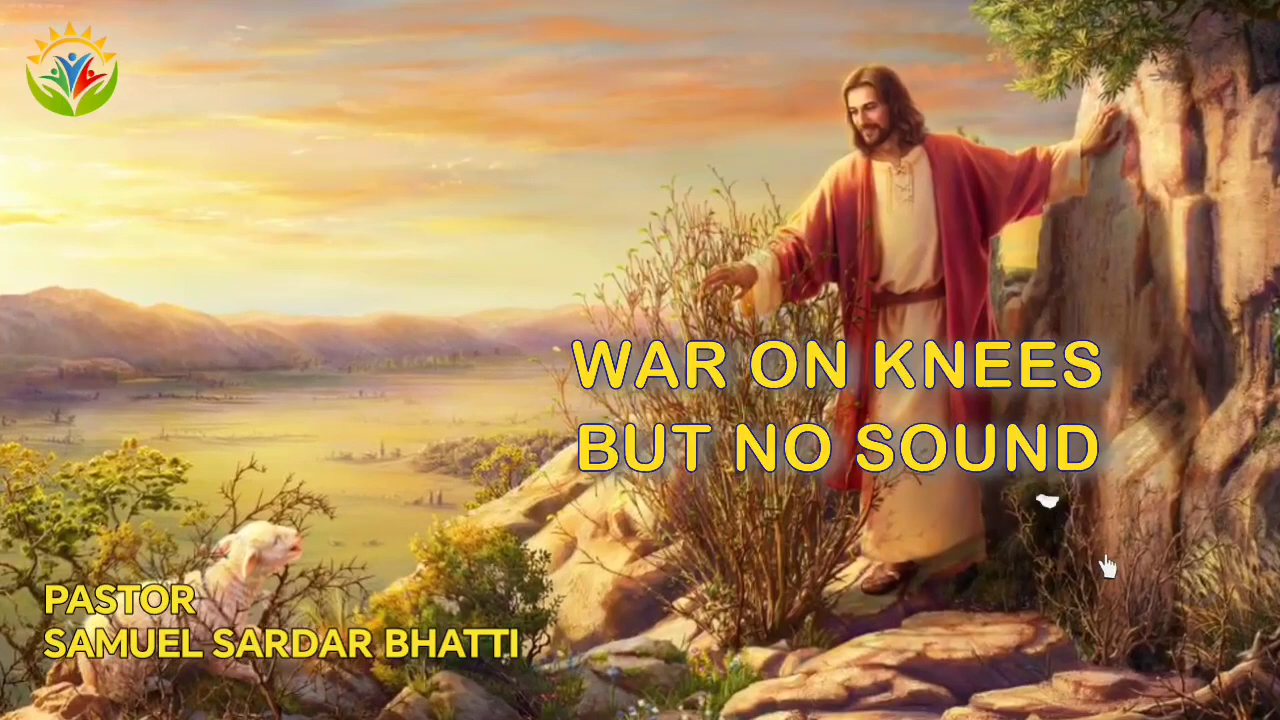 WAR ON KNEES
BUT NO SOUND
PASTOR
SAMUEL SARDAR BHATTI